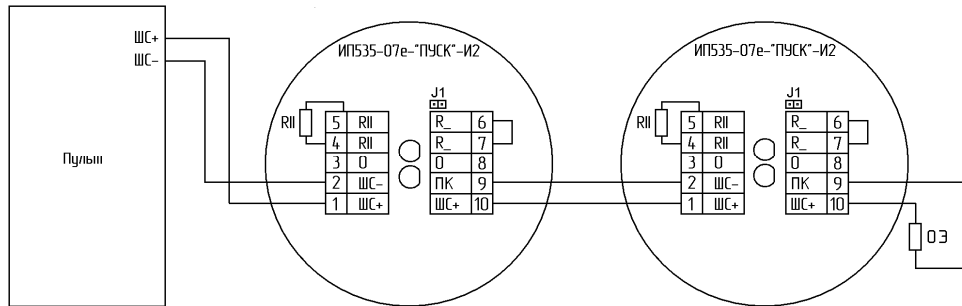 ШС+
ШС-
Пульт
ИП535-07е-"ПУСК"-И2
J1
RII
5 RII
4 RII
3 0
2 ШС-
1 ШС+
R_ 6
R_ 7
0 8
ПК 9
ШС+ 10
ИП535-07е-"ПУСК"-И2
J1
RII
5 RII
4 RII
3 0
2 ШС-
1 ШС+
R_ 6
R_ 7
0 8
ПК 9
ШС+ 10
ОЭ